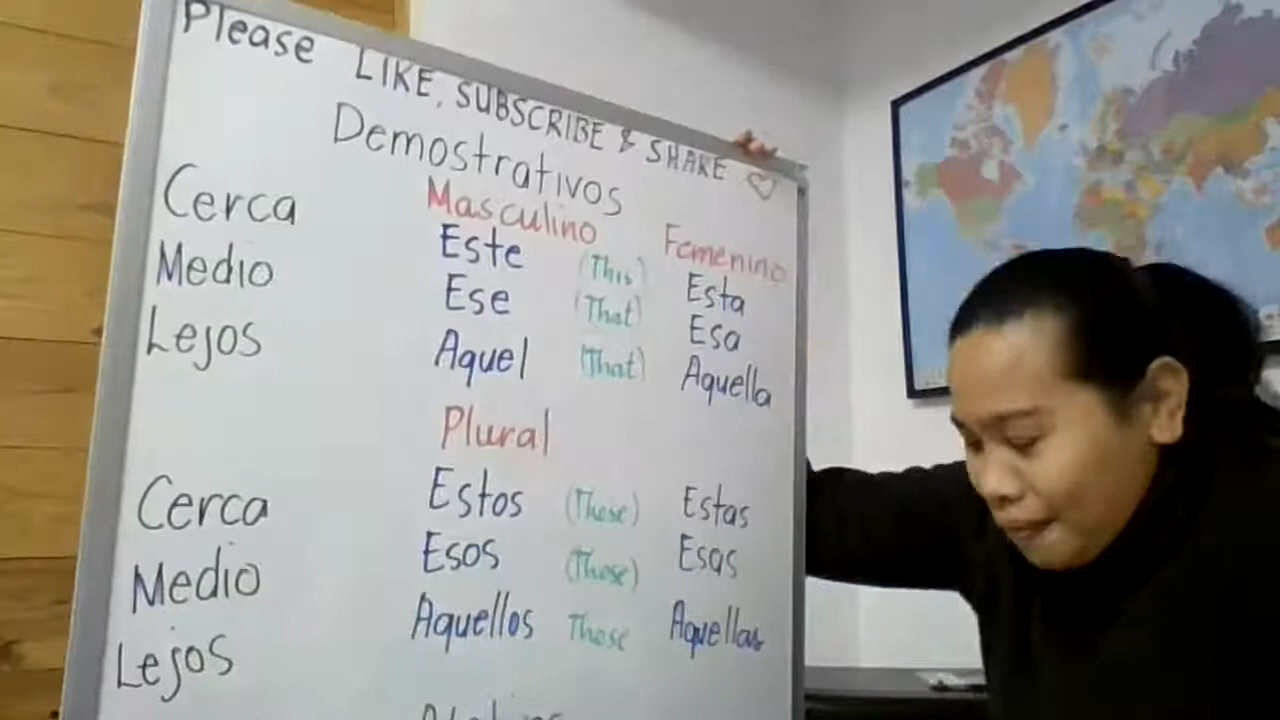 Please LIKE, SUBSCRIBE & SHARE ♡
Demostrativos
Masculino Femenino
Cerca Este (This) Esta
Medio Ese (That) Esa
Lejos Aquel (That) Aquella
Plural
Cerca Estos (These) Estas
Medio Esos (Those) Esas
Lejos Aquellos Those Aquellas